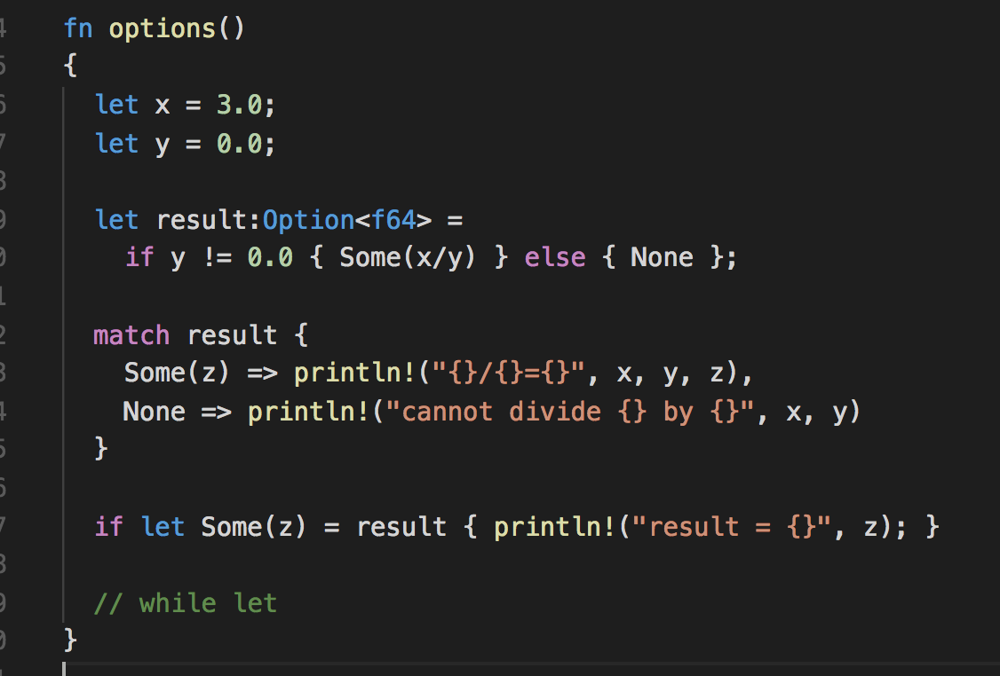 fn options()
{
  let x = 3.0;
  let y = 0.0;

  let result:Option<f64> =
    if y != 0.0 { Some(x/y) } else { None };

  match result {
    Some(z) => println!("{}/{}={}", x, y, z),
    None => println!("cannot divide {} by {}", x, y)
  }

  if let Some(z) = result { println!("result = {}", z); }

  // while let
}